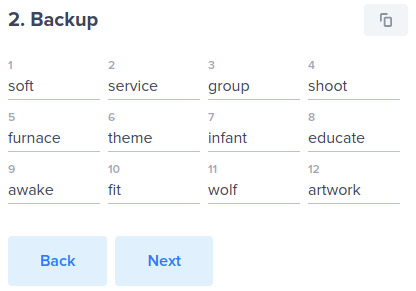 2. Backup
1 2 3 4
soft service group shoot
5 6 7 8
furnace theme infant educate
9 10 11 12
awake fit wolf artwork
Back Next